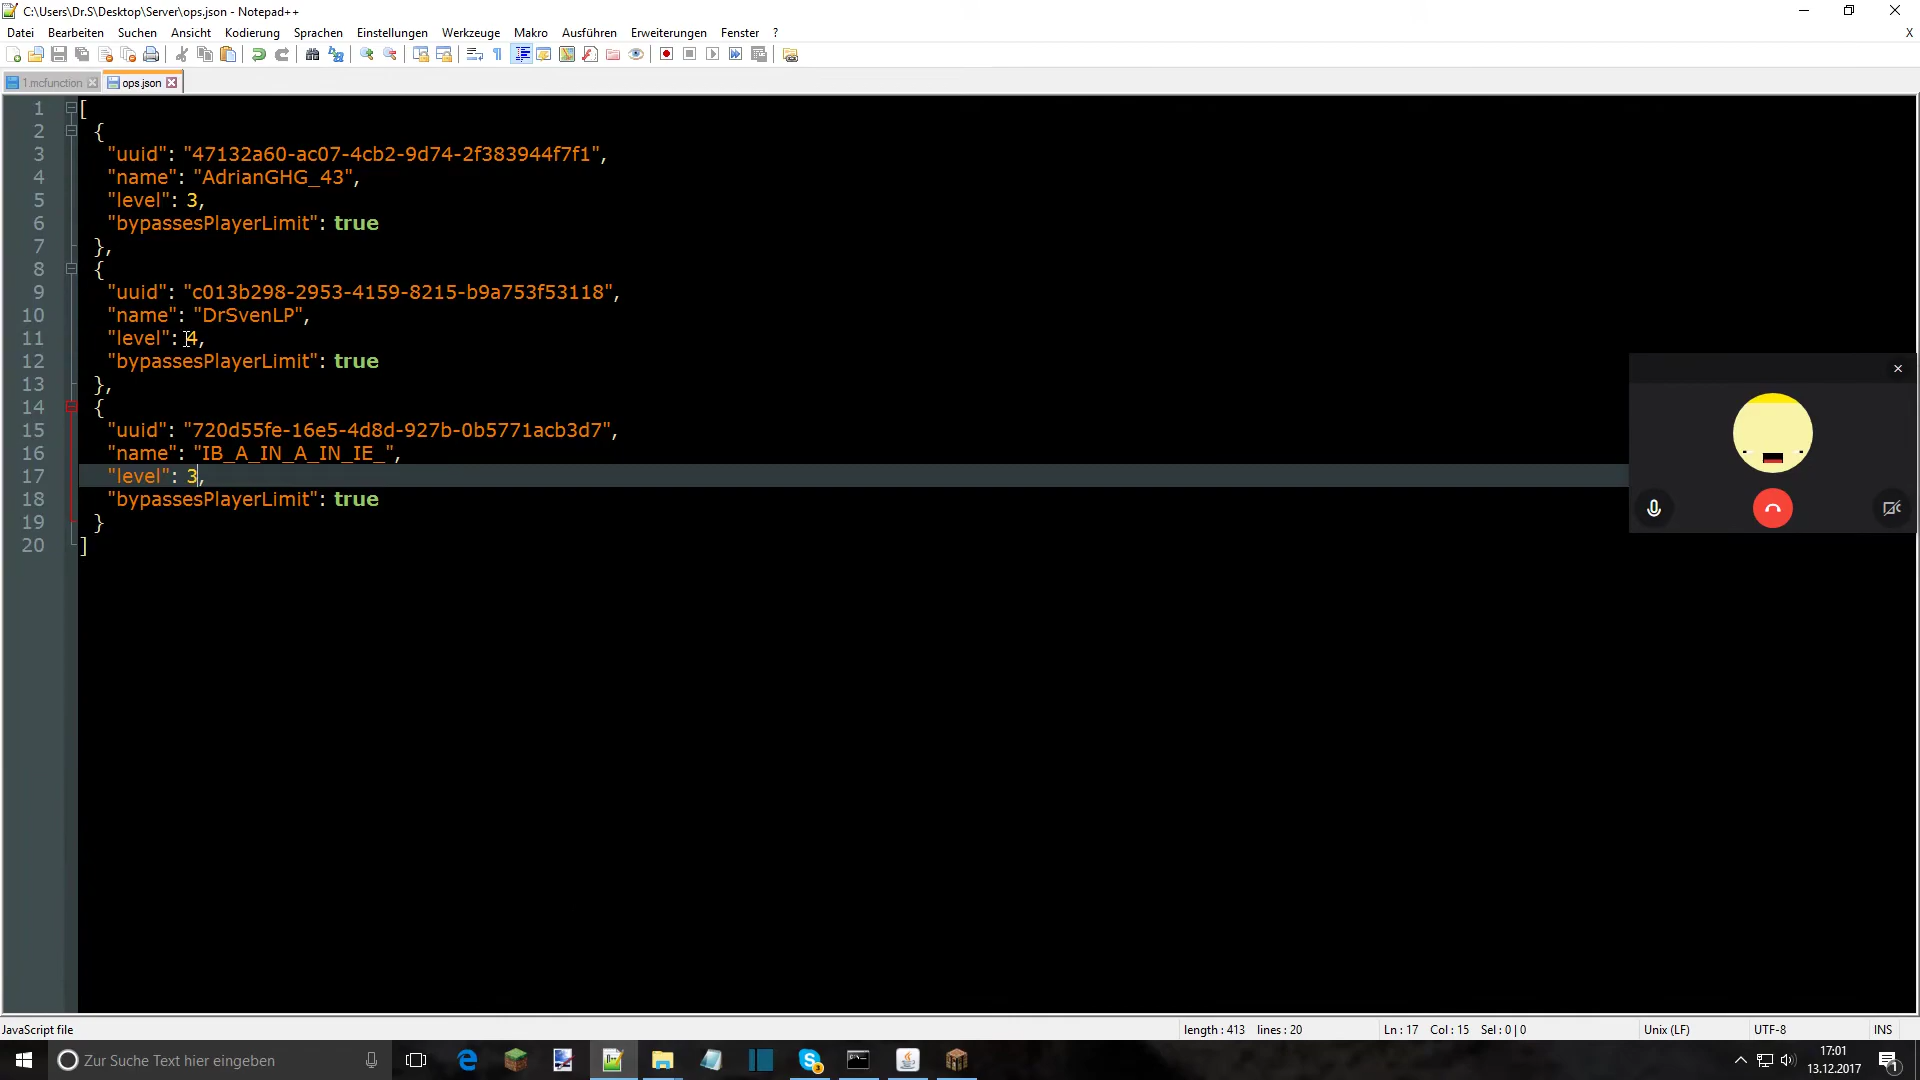 C:\Users\Dr.S\Desktop\Server\ops.json - Notepad++
Datei Bearbeiten Suchen Ansicht Kodierung Sprachen Einstellungen Werkzeuge Makro Ausführen Erweiterungen Fenster ? X
1.mcfunction ops.json
1 [
2 {
3 "uuid": "47132a60-ac07-4cb2-9d74-2f383944f7f1",
4 "name": "AdrianGHG_43",
5 "level": 3,
6 "bypassesPlayerLimit": true
7 },
8 {
9 "uuid": "c013b298-2953-4159-8215-b9a753f53118",
10 "name": "DrSvenLP",
11 "level": 4,
12 "bypassesPlayerLimit": true
13 },
14 {
15 "uuid": "720d55fe-16e5-4d8d-927b-0b5771acb3d7",
16 "name": "IB_A_IN_A_IN_IE_",
17 "level": 3,
18 "bypassesPlayerLimit": true
19 }
20 ]
JavaScript file length : 413 lines : 20 Ln : 17 Col : 15 Sel : 0 | 0 Unix (LF) UTF-8 INS
Zur Suche Text hier eingeben
17:01
13.12.2017